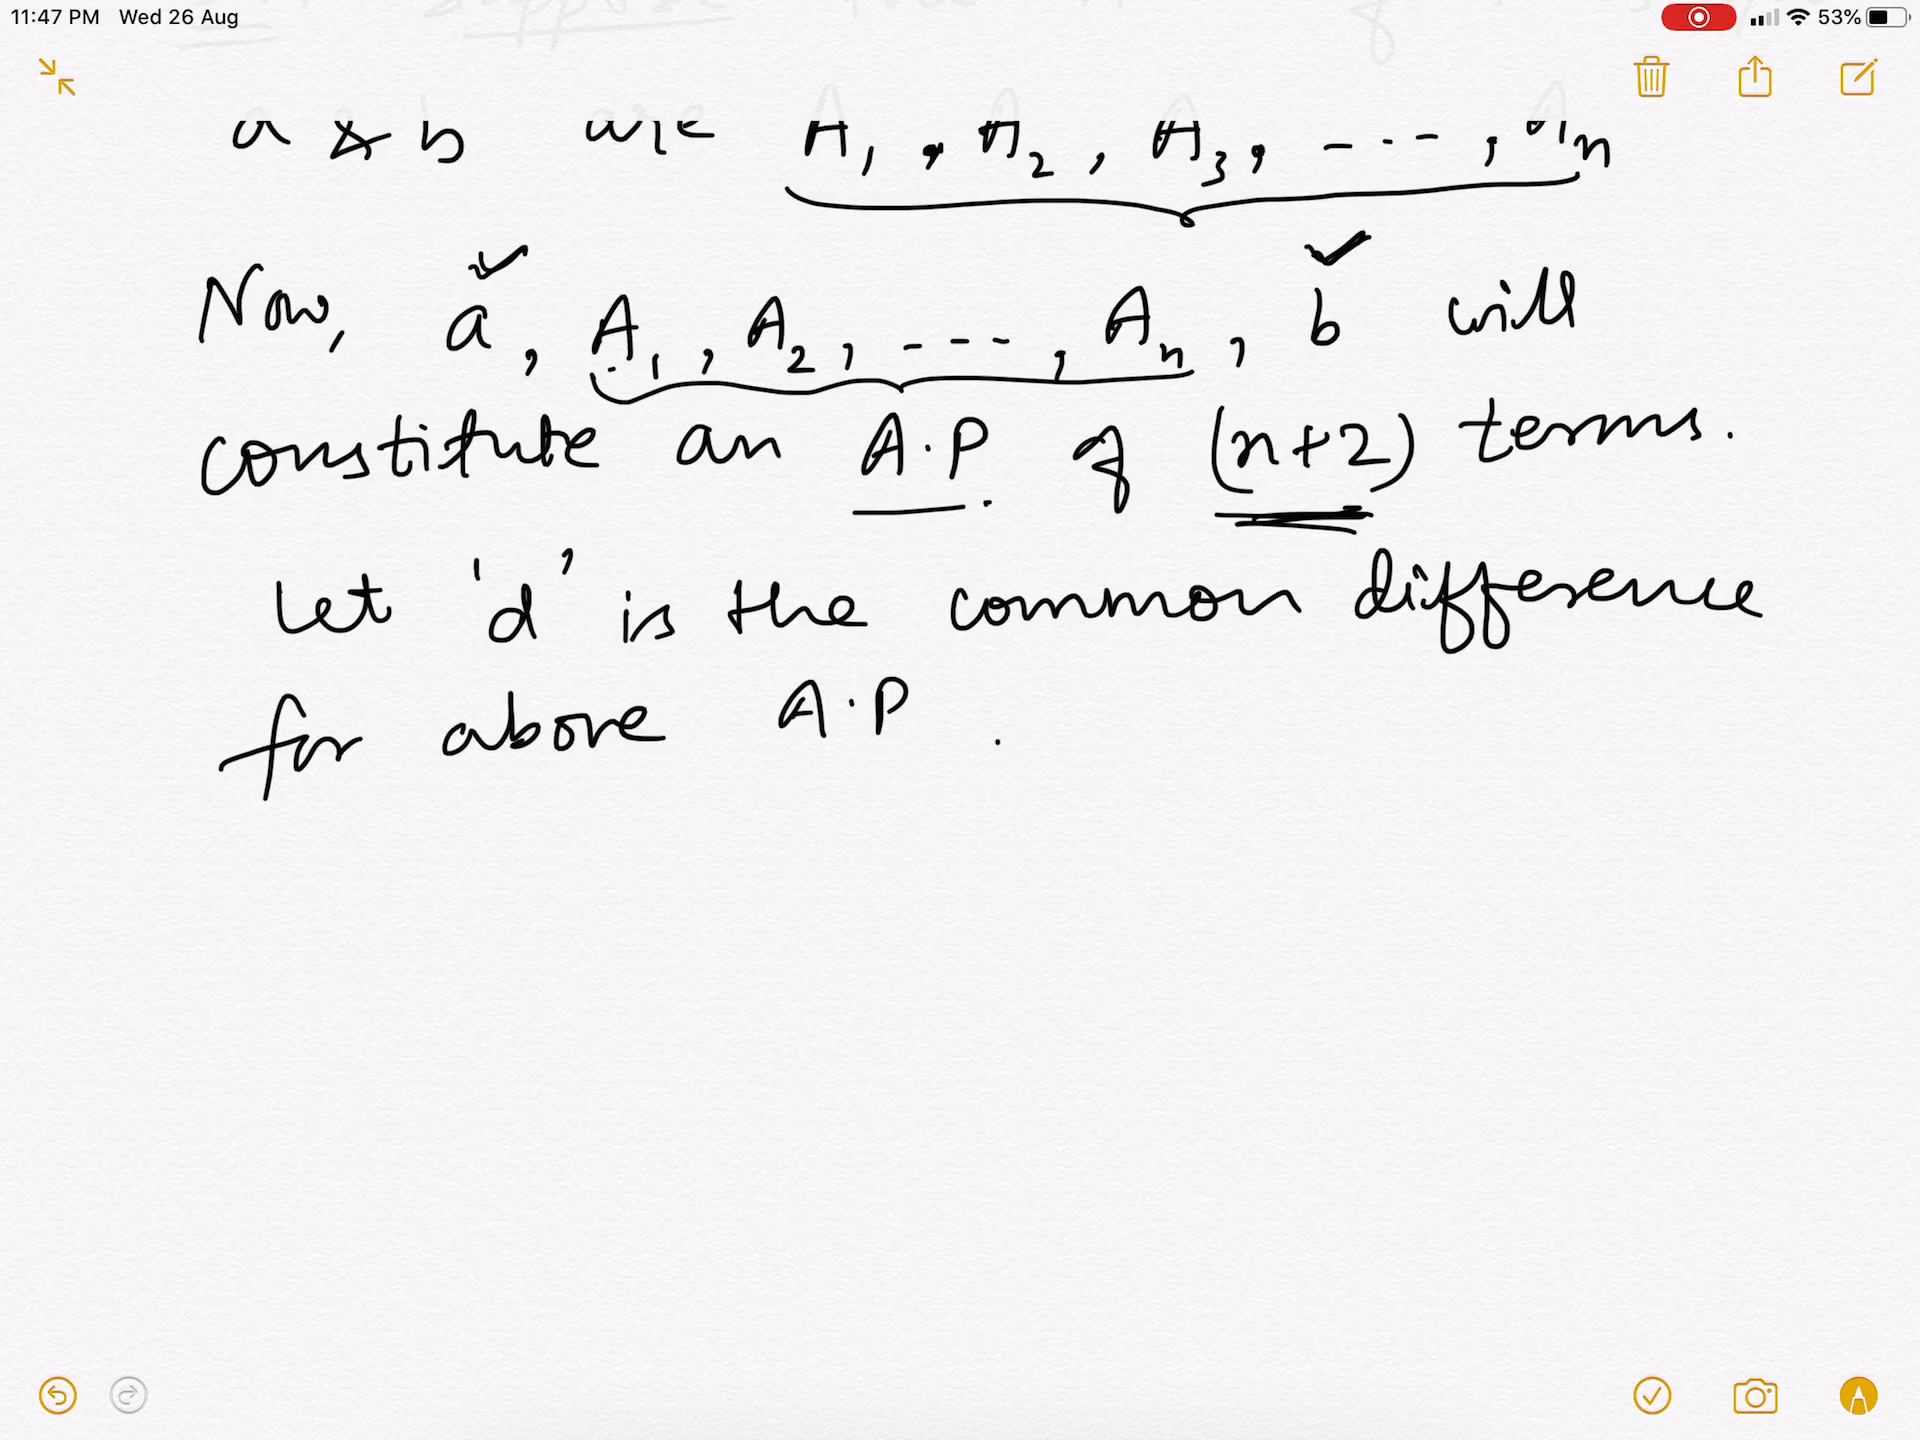 11:47 PM Wed 26 Aug
53%
a & b are A₁, A₂, A₃, - - - -, Aₙ
Now, a, A₁, A₂, - - - -, Aₙ, b will
constitute an A.P. of (n+2) terms.
Let 'd' is the common difference
for above A.P.